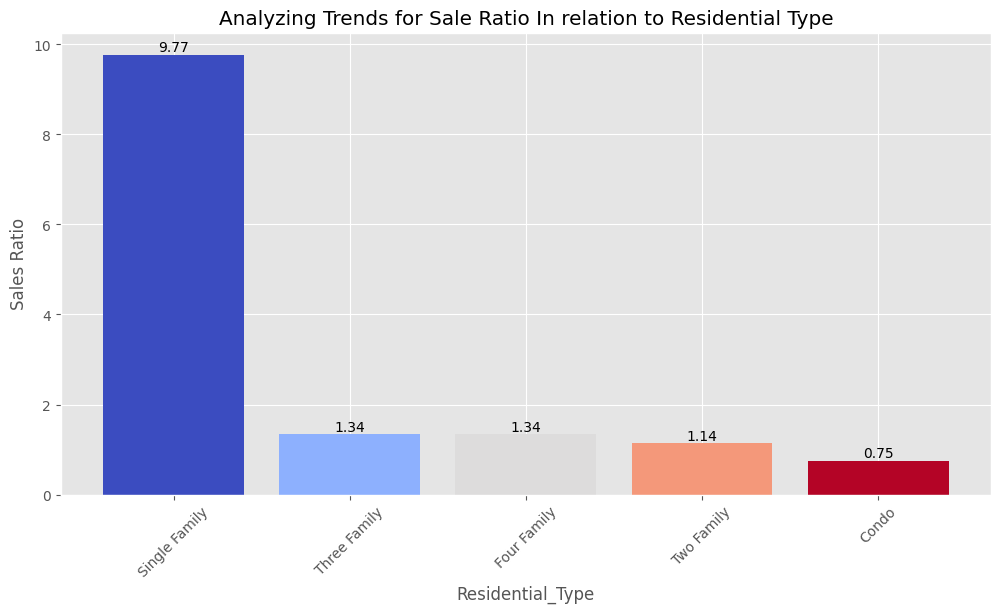 Analyzing Trends for Sale Ratio In relation to Residential Type
Sales Ratio
10
8
6
4
2
0
9.77
1.34
1.34
1.14
0.75
Single Family
Three Family
Four Family
Two Family
Condo
Residential_Type